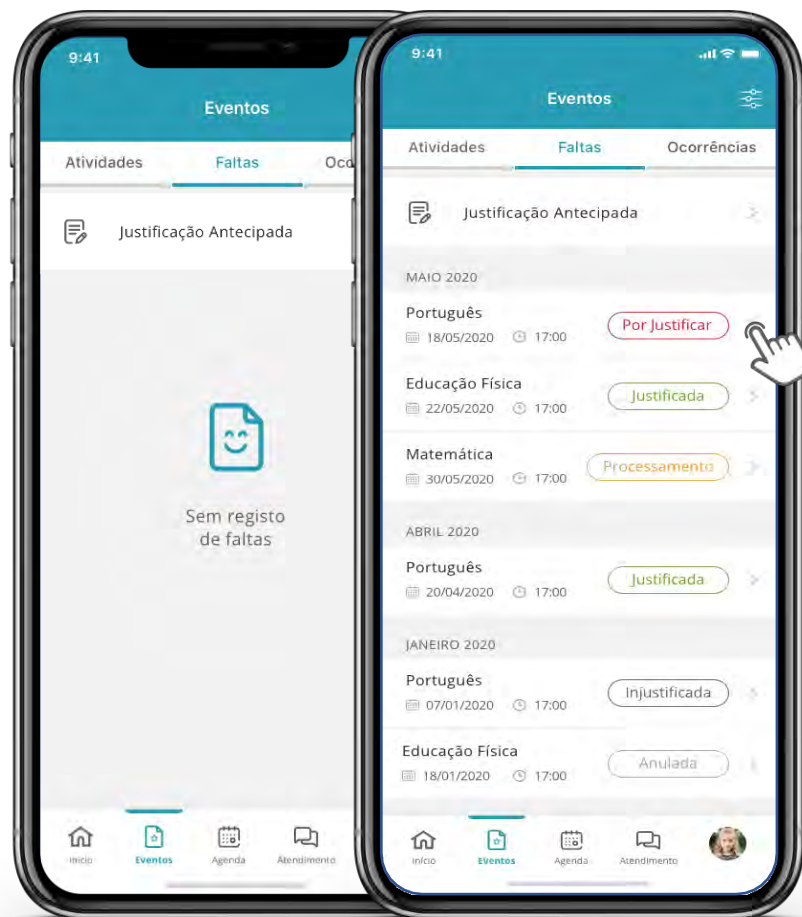 9:41
Eventos
Atividades Faltas Oco
Justificação Antecipada
Sem registo
de faltas
Início Eventos Agenda Atendimento
9:41
Eventos
Atividades Faltas Ocorrências
Justificação Antecipada
MAIO 2020
Português
18/05/2020 17:00 Por Justificar
Educação Física
22/05/2020 17:00 Justificada
Matemática
30/05/2020 17:00 Processamento
ABRIL 2020
Português
20/04/2020 17:00 Justificada
JANEIRO 2020
Português
07/01/2020 17:00 Injustificada
Educação Física
18/01/2020 17:00 Anulada
Início Eventos Agenda Atendimento